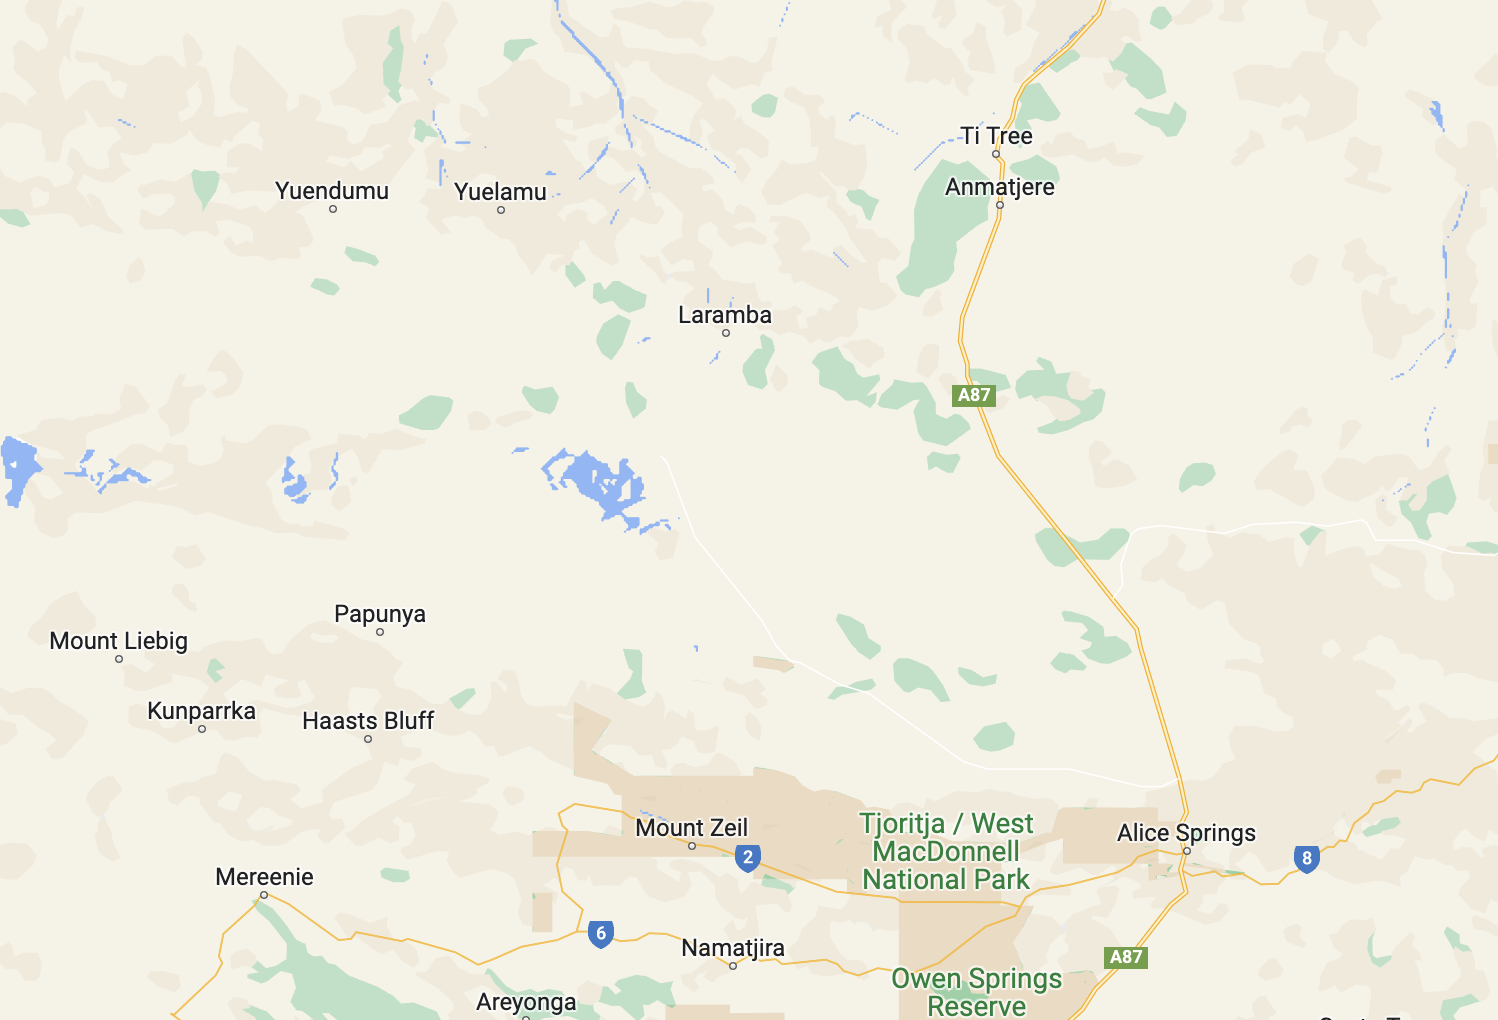 Ti Tree
Anmatjere
Yuendumu
Yuelamu
Laramba
A87
Papunya
Mount Liebig
Kunparrka
Haasts Bluff
Tjoritja / West
MacDonnell
National Park
Mount Zeil
2
Alice Springs
8
Mereenie
6
Namatjira
A87
Owen Springs
Reserve
Areyonga